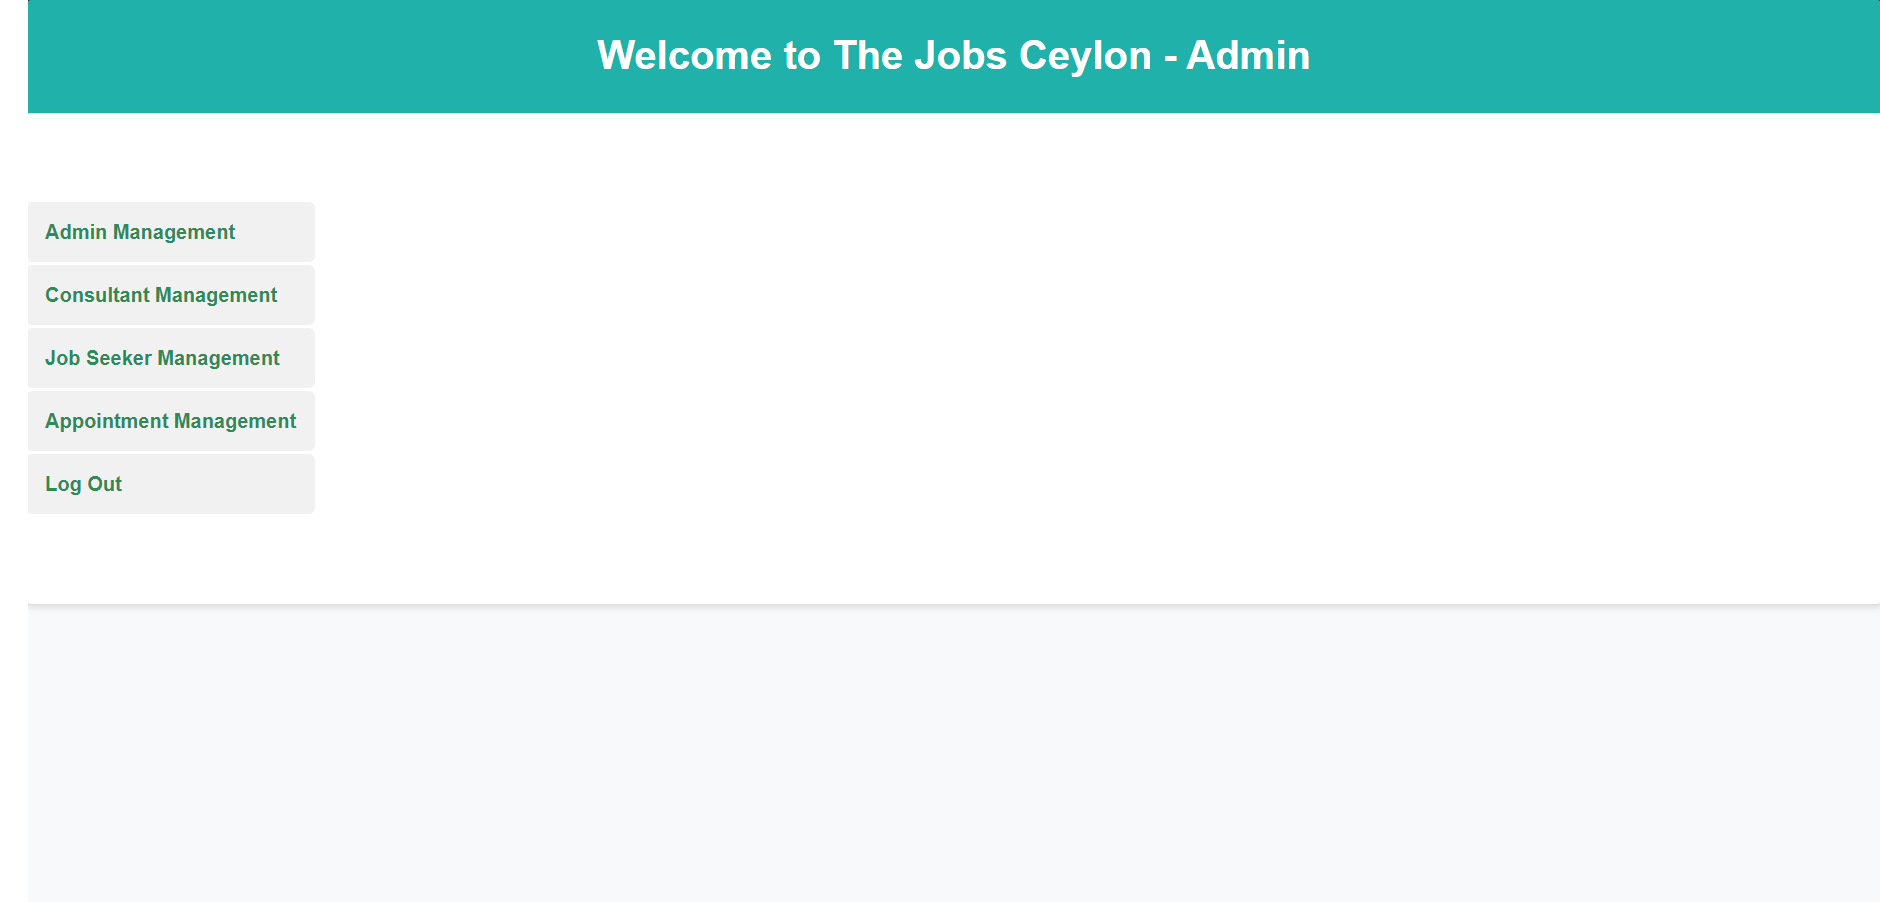 Welcome to The Jobs Ceylon - Admin
Admin Management
Consultant Management
Job Seeker Management
Appointment Management
Log Out